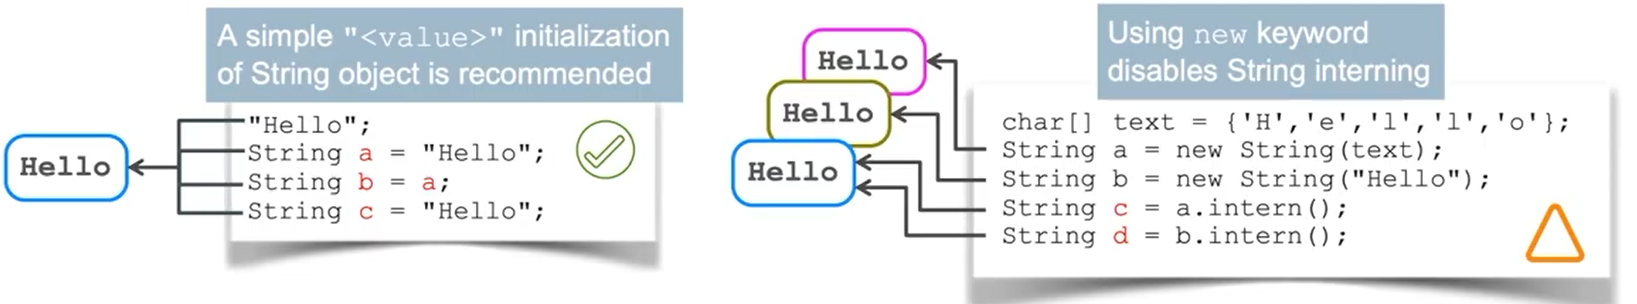 A simple "<value>" initialization
of String object is recommended
Hello
"Hello";
String a = "Hello";
String b = a;
String c = "Hello";
Using new keyword
disables String interning
Hello
Hello
Hello
char[] text = {'H','e','l','l','o'};
String a = new String(text);
String b = new String("Hello");
String c = a.intern();
String d = b.intern();